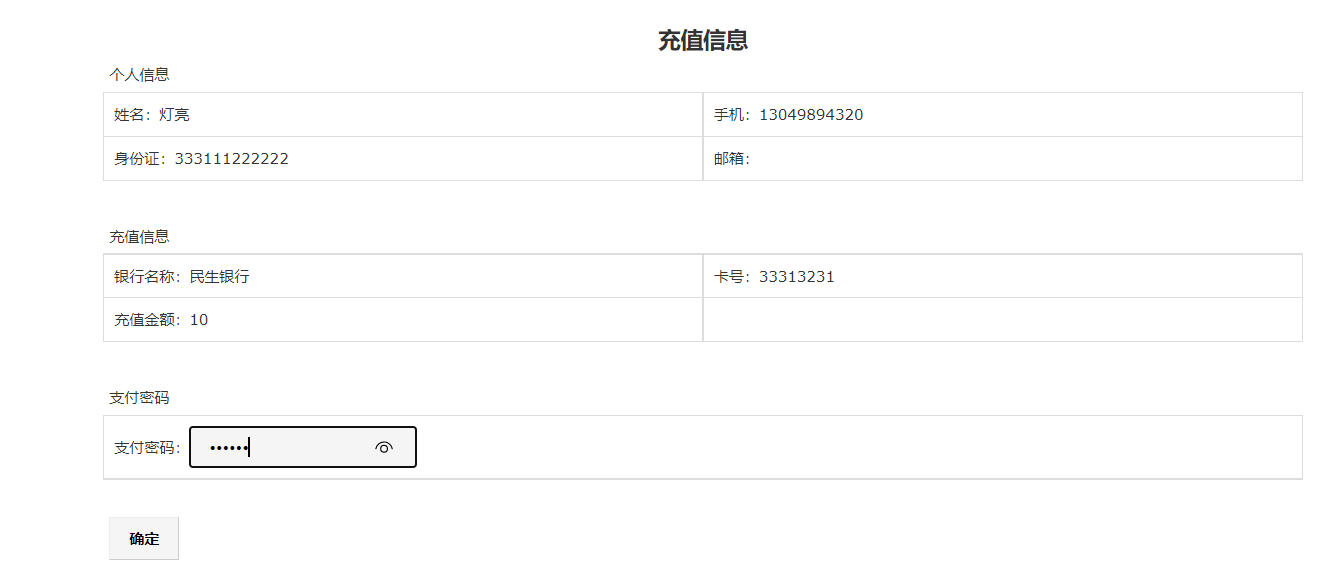 充值信息
个人信息
姓名：灯亮
手机：13049894320
身份证：333111222222
邮箱：
充值信息
银行名称：民生银行
卡号：33313231
充值金额：10
支付密码
支付密码：••••••
确定